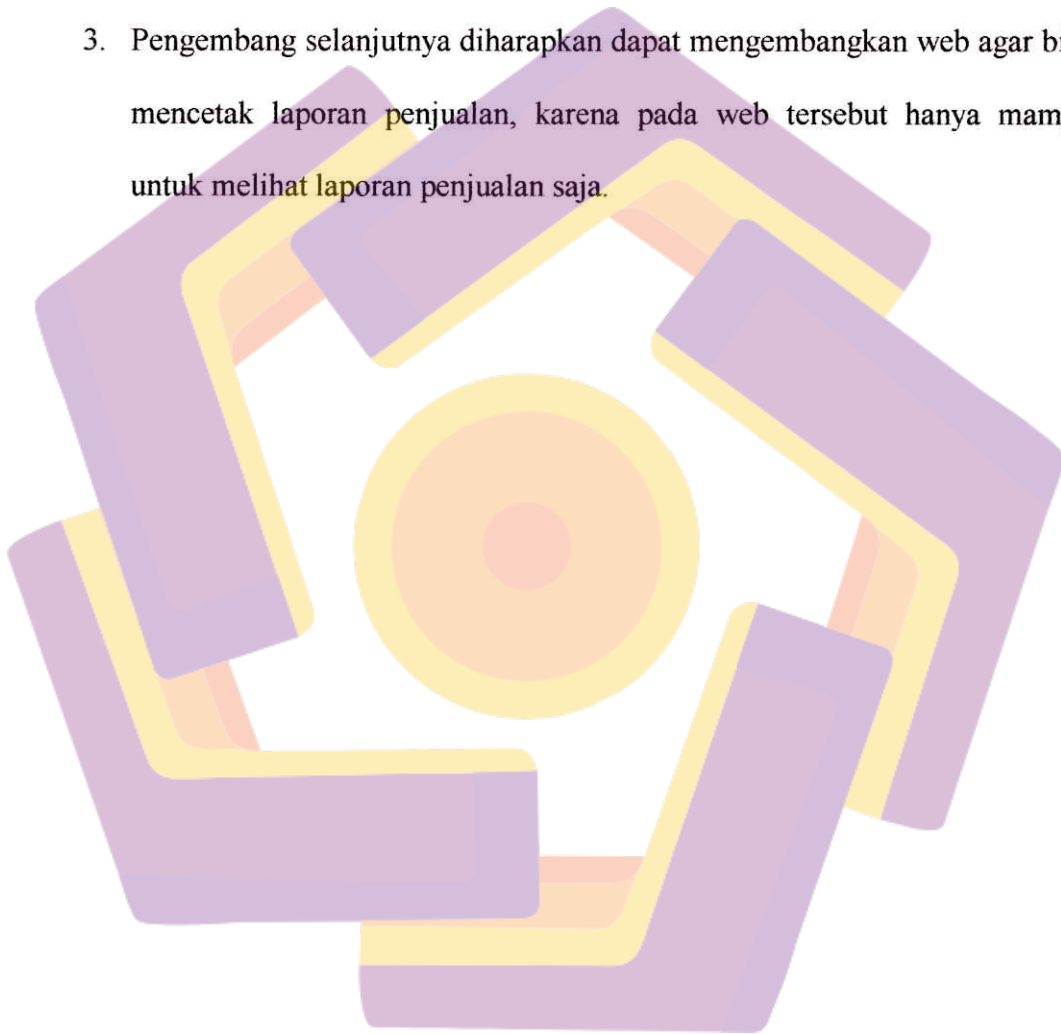 3. Pengembang selanjutnya diharapkan dapat mengembangkan web agar
mencetak laporan penjualan, karena pada web tersebut hanya
untuk melihat laporan penjualan saja.